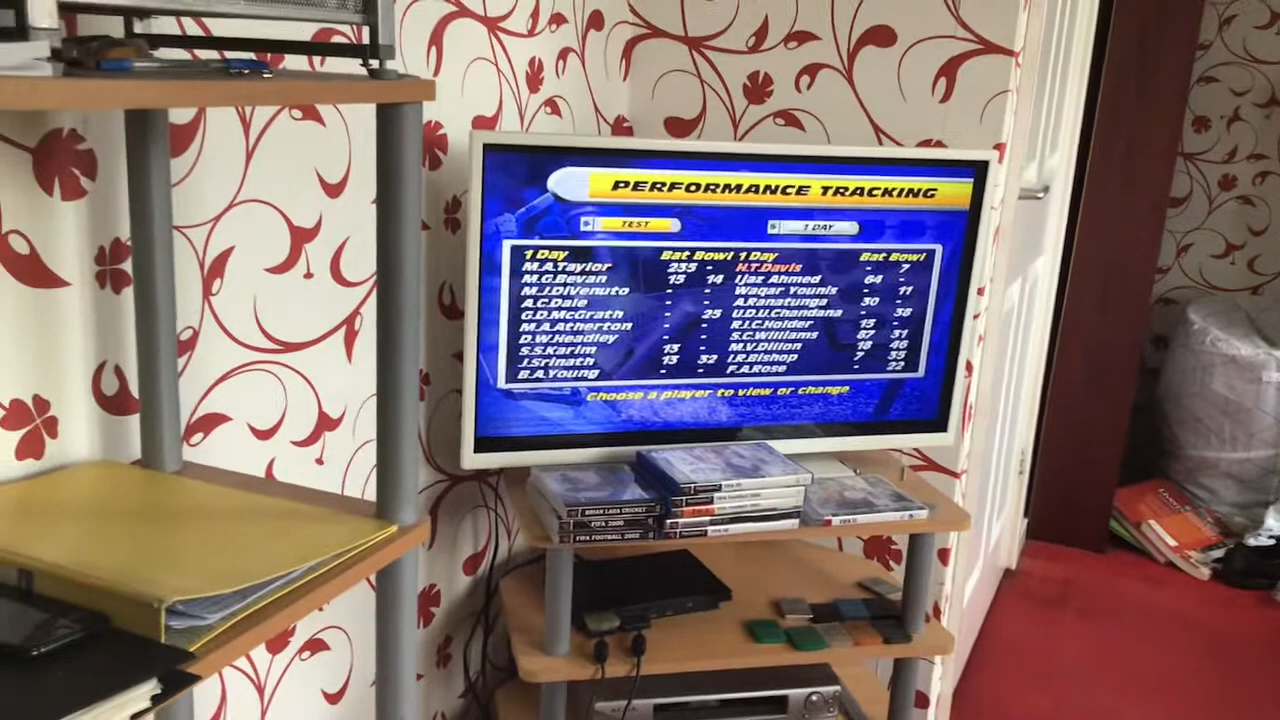 PERFORMANCE TRACKING
TEST
1 DAY
1 Day Bat Bowl 1 Day Bat Bowl
M.A.Taylor 235 - H.T.Davis - 7
M.G.Bevan 15 14 Ijaz Ahmed 64 -
M.J.DiVenuto - - Waqar Younis - 11
A.C.Dale - - A.Ranatunga 30 -
G.D.McGrath - 25 U.D.U.Chandana - 38
M.A.Atherton - - R.I.C.Holder 15 -
D.W.Headley - - S.C.Williams 87 31
S.S.Karim 13 - M.V.Dillon 18 46
J.Srinath 13 32 I.R.Bishop 7 35
B.A.Young - - F.A.Rose - 22
Choose a player to view or change
BRIAN LARA CRICKET
FIFA 2000
FIFA FOOTBALL 2002